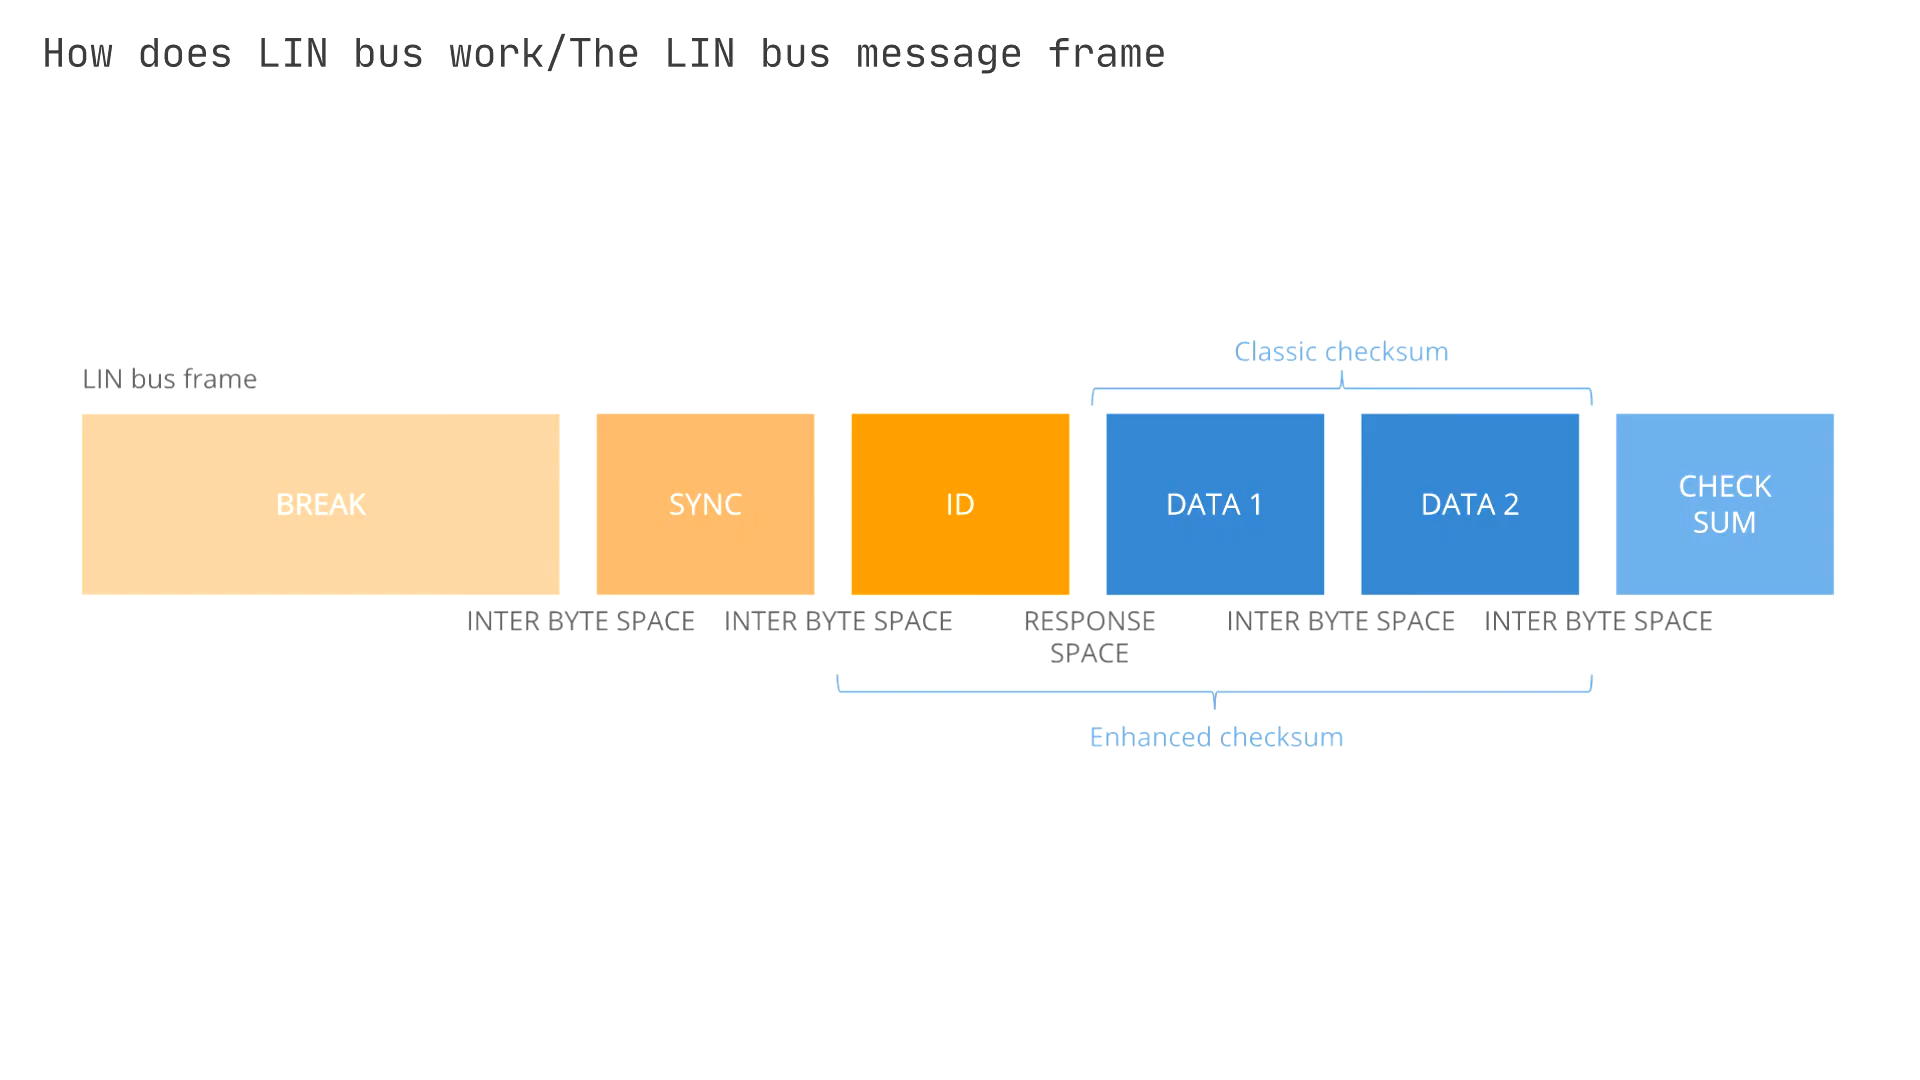 How does LIN bus work/The LIN bus message frame
Classic checksum
LIN bus frame
BREAK
SYNC
ID
DATA 1
DATA 2
CHECK
SUM
INTER BYTE SPACE
INTER BYTE SPACE
RESPONSE
SPACE
INTER BYTE SPACE
INTER BYTE SPACE
Enhanced checksum